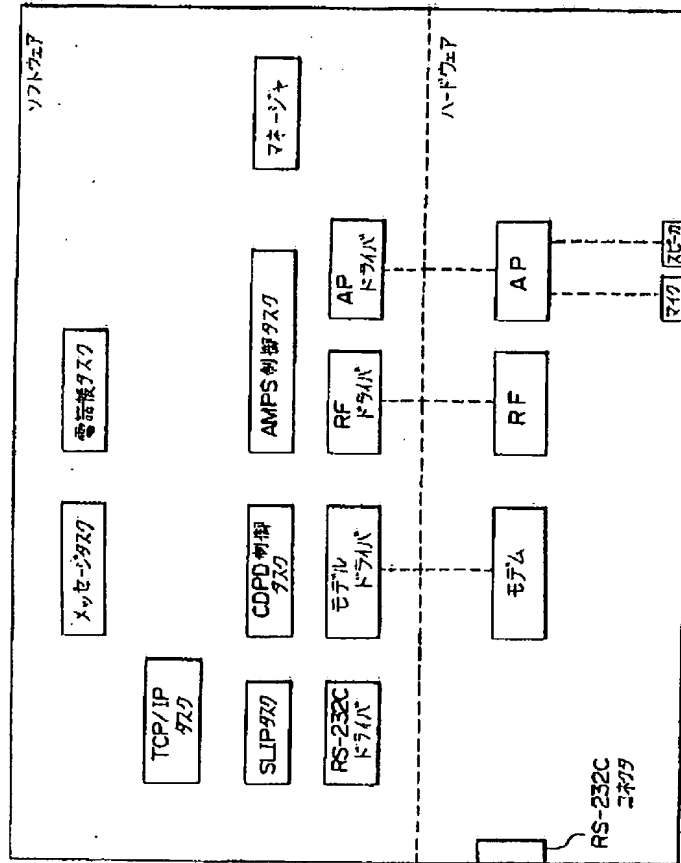 ソフトウェア
メッセージタスク
電話帳タスク
TCP/IP
タスク
SLIPタスク
CDPD制御
タスク
AMPS制御タスク
マネージャ
RS-232C
ドライバ
モデル
ドライバ
RF
ドライバ
AP
ドライバ
ハードウェア
モデム
RF
AP
RS-232C
コネクタ
マイク
スピーカ